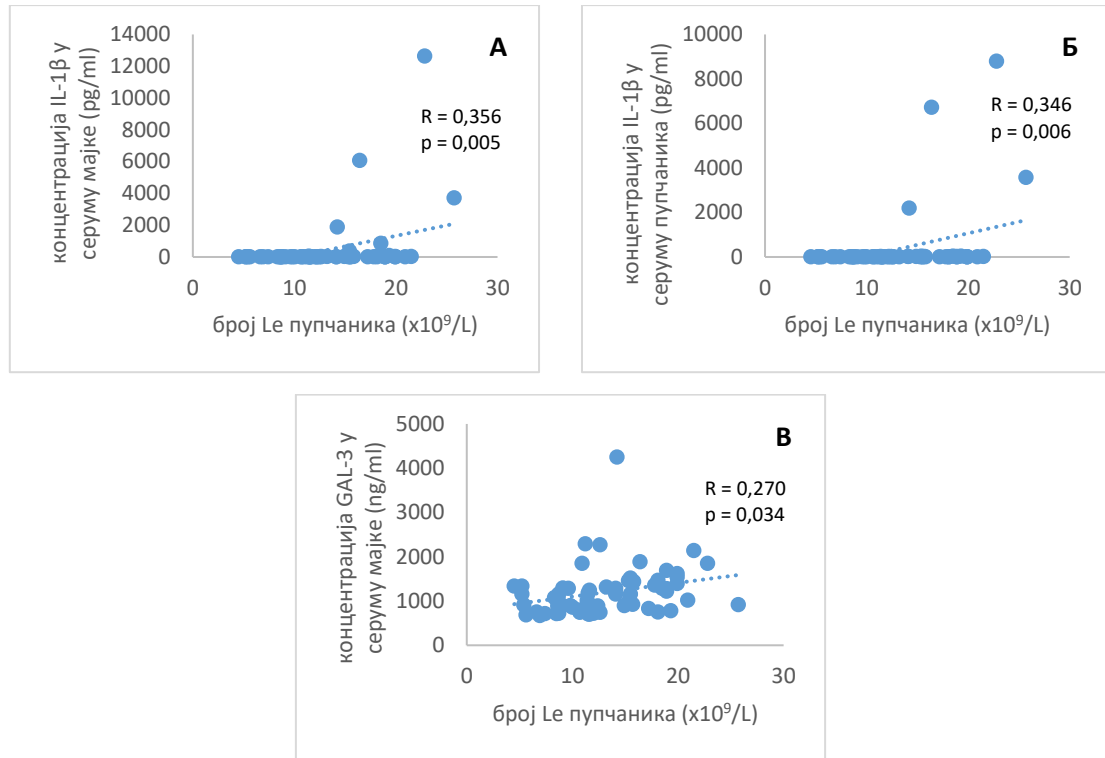 концентрација IL-1β у
серуму мајке (pg/ml)
14000
12000
10000
8000
6000
4000
2000
0
А
R = 0,356
p = 0,005
0
10
20
30
број Le пупчаника (x10⁹/L)
концентрација IL-1β у
серуму пупчаника (pg/ml)
10000
8000
6000
4000
2000
0
Б
R = 0,346
p = 0,006
0
10
20
30
број Le пупчаника (x10⁹/L)
концентрација GAL-3 у
серуму мајке (ng/ml)
5000
4000
3000
2000
1000
0
В
R = 0,270
p = 0,034
0
10
20
30
број Le пупчаника (x10⁹/L)